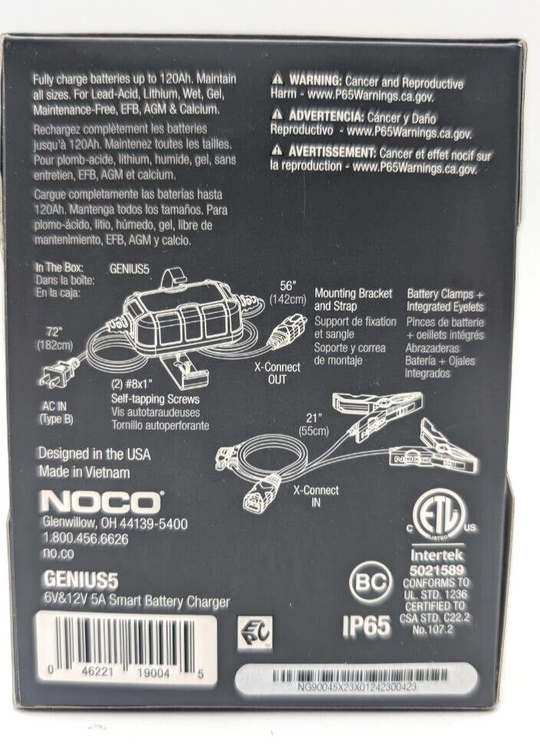 Fully charge batteries up to 120Ah. Maintain
all sizes. For Lead-Acid, Lithium, Wet, Gel,
Maintenance-Free, EFB, AGM & Calcium.
Rechargez complètement les batteries
jusqu'à 120Ah. Maintenez toutes les tailles.
Pour plomb-acide, lithium, humide, gel, sans
entretien, EFB, AGM et calcium.
Cargue completamente las baterías hasta
120Ah. Mantenga todos los tamaños. Para
plomo-ácido, litio, húmedo, gel, libre de
mantenimiento, EFB, AGM y calcio.
WARNING: Cancer and Reproductive
Harm - www.P65Warnings.ca.gov.
ADVERTENCIA: Cáncer y Daño
Reproductivo - www.P65Warnings.ca.gov.
AVERTISSEMENT: Cancer et effet nocif sur
la reproduction - www.P65Warnings.ca.gov.
In The Box:
Dans la boîte:
En la caja:
GENIUS5
72"
(182cm)
AC IN
(Type B)
56"
(142cm)
X-Connect
OUT
(2) #8x1"
Self-tapping Screws
Vis autotaraudeuses
Tornillo autoperforante
Mounting Bracket
and Strap
Support de fixation
et sangle
Soporte y correa
de montaje
Battery Clamps +
Integrated Eyelets
Pinces de batterie
+ oeillets intégrés
Abrazaderas
Batería + Ojales
Integrados
21"
(55cm)
X-Connect
IN
NOCO
Designed in the USA
Made in Vietnam
NOCO®
Glenwillow, OH 44139-5400
1.800.456.6626
no.co
GENIUS5
6V&12V 5A Smart Battery Charger
0 46221 19004 5
BC
IP65
C ETL US
LISTED
Intertek
5021589
CONFORMS TO
UL. STD. 1236
CERTIFIED TO
CSA STD. C22.2
No.107.2
NG90045X23X01242300423